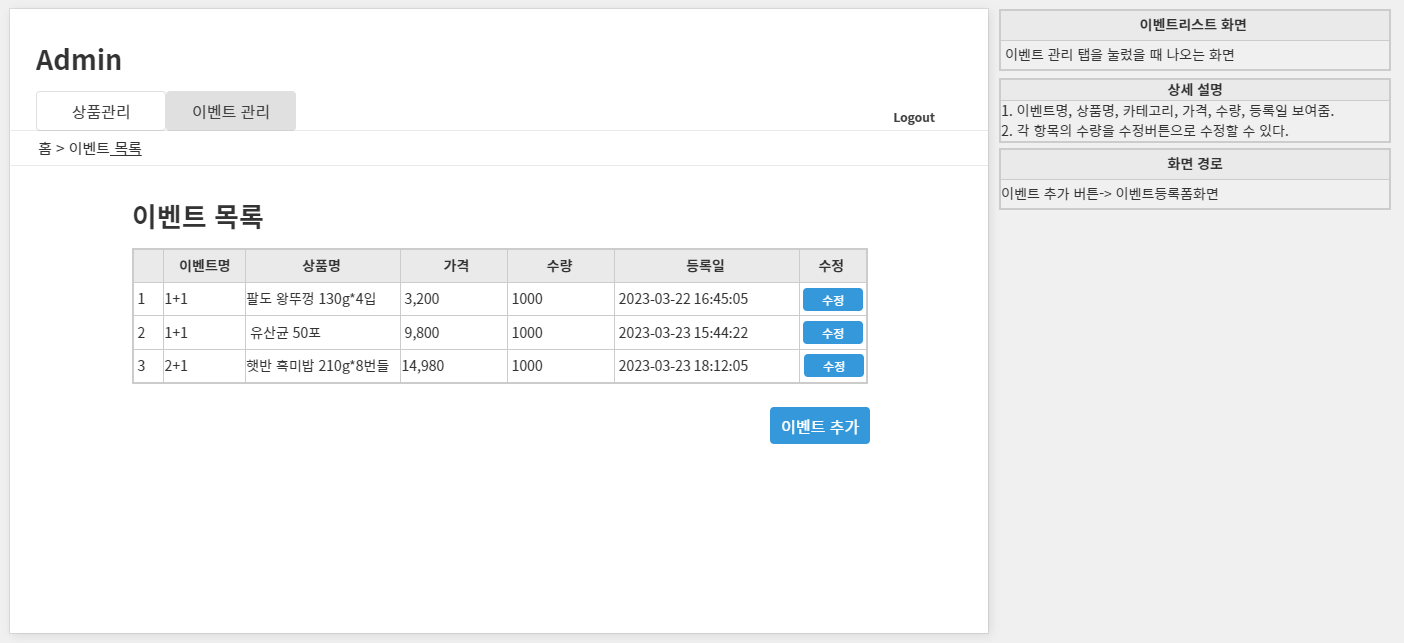 Admin
상품관리 이벤트 관리
Logout
홈 > 이벤트 목록
이벤트 목록
이벤트명 상품명 가격 수량 등록일 수정
1 1+1 팔도 왕뚜껑 130g*4입 3,200 1000 2023-03-22 16:45:05 수정
2 1+1 유산균 50포 9,800 1000 2023-03-23 15:44:22 수정
3 2+1 햇반 흑미밥 210g*8번들 14,980 1000 2023-03-23 18:12:05 수정
이벤트 추가
이벤트리스트 화면
이벤트 관리 탭을 눌렀을 때 나오는 화면
상세 설명
1. 이벤트명, 상품명, 카테고리, 가격, 수량, 등록일 보여줌.
2. 각 항목의 수량을 수정버튼으로 수정할 수 있다.
화면 경로
이벤트 추가 버튼-> 이벤트등록폼화면